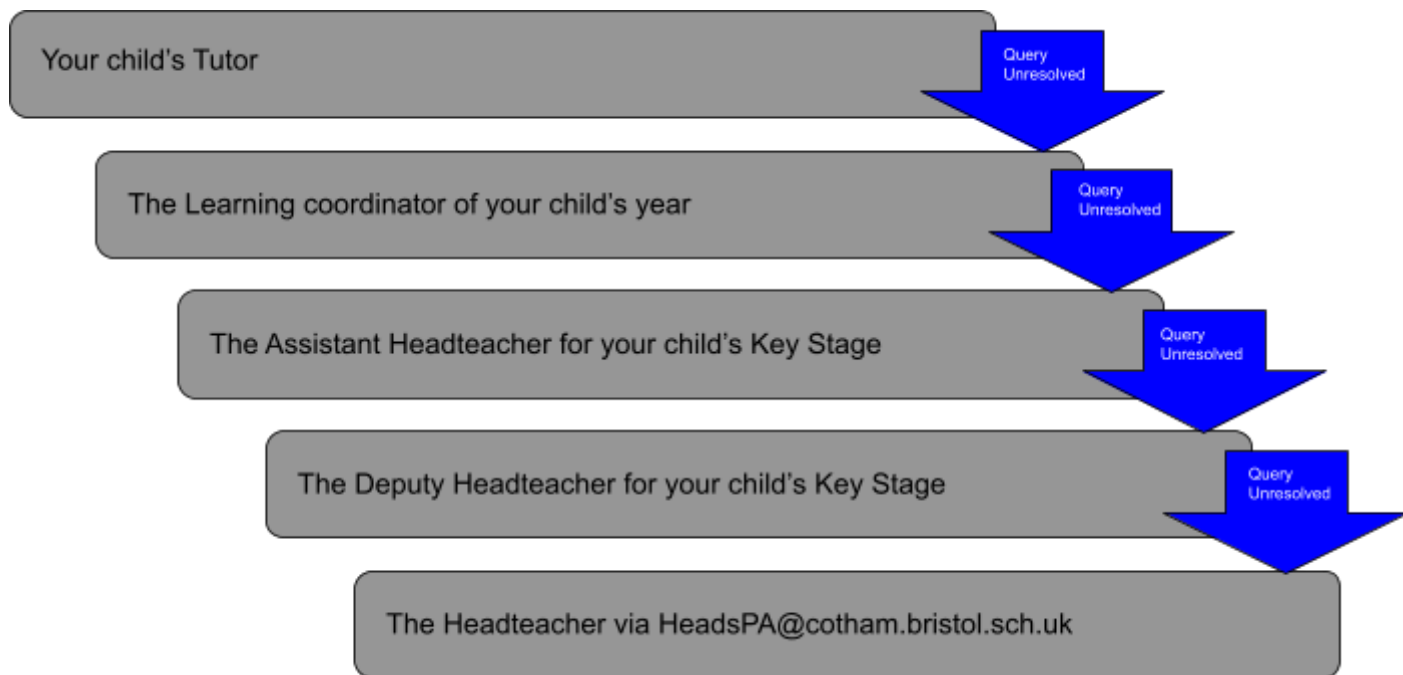 Your child’s Tutor
Query
Unresolved
The Learning coordinator of your child’s year
Query
Unresolved
The Assistant Headteacher for your child’s Key Stage
Query
Unresolved
The Deputy Headteacher for your child’s Key Stage
Query
Unresolved
The Headteacher via HeadsPA@cotham.bristol.sch.uk